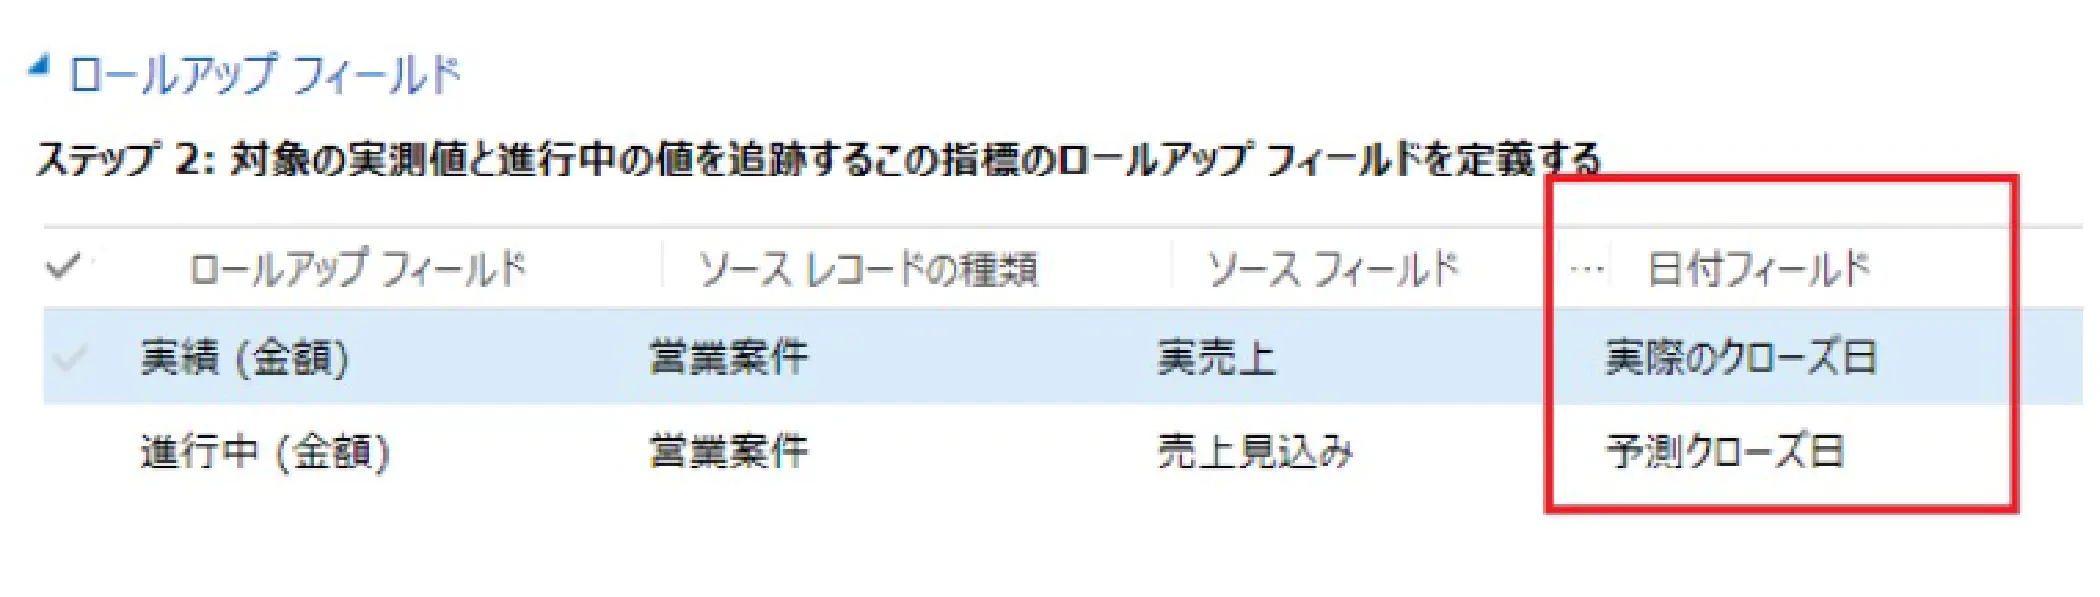 ロールアップ フィールド
ステップ 2: 対象の実測値と進行中の値を追跡するこの指標のロールアップ フィールドを定義する
ロールアップ フィールド ソース レコードの種類 ソース フィールド ... 日付フィールド
実績 (金額) 営業案件 実売上 実際のクローズ日
進行中 (金額) 営業案件 売上見込み 予測クローズ日